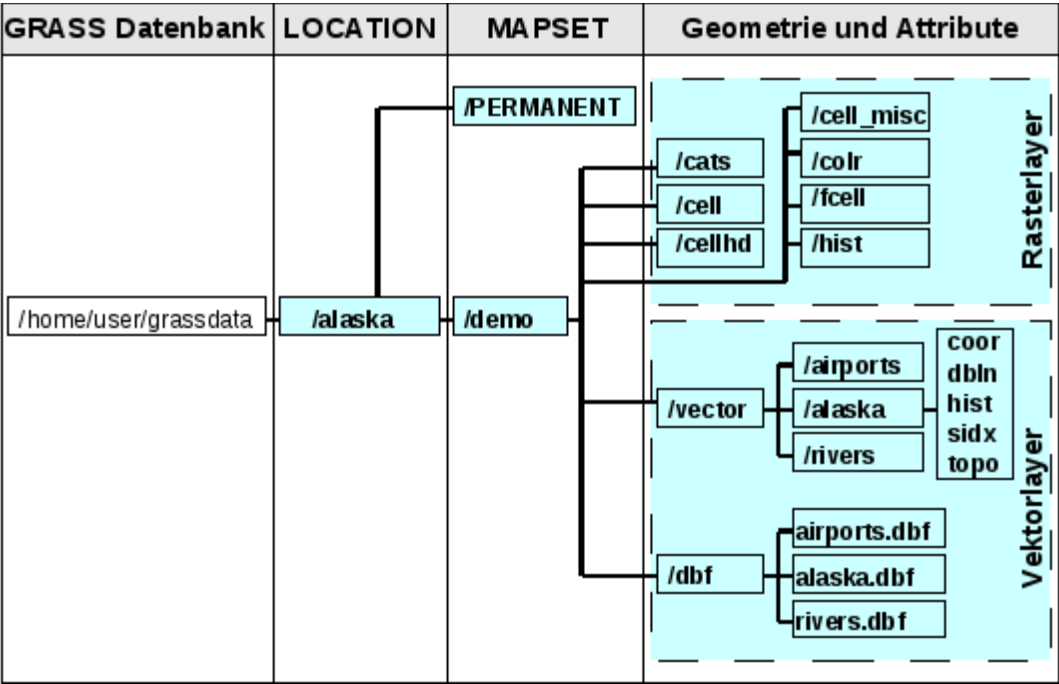 GRASS Datenbank
LOCATION
MAPSET
Geometrie und Attribute
/home/user/grassdata
/alaska
/PERMANENT
/demo
/cats
/cell
/cellhd
/cell_misc
/colr
/fcell
/hist
Rasterlayer
/vector
/airports
/alaska
/rivers
coor
dbln
hist
sidx
topo
/dbf
airports.dbf
alaska.dbf
rivers.dbf
Vektorlayer